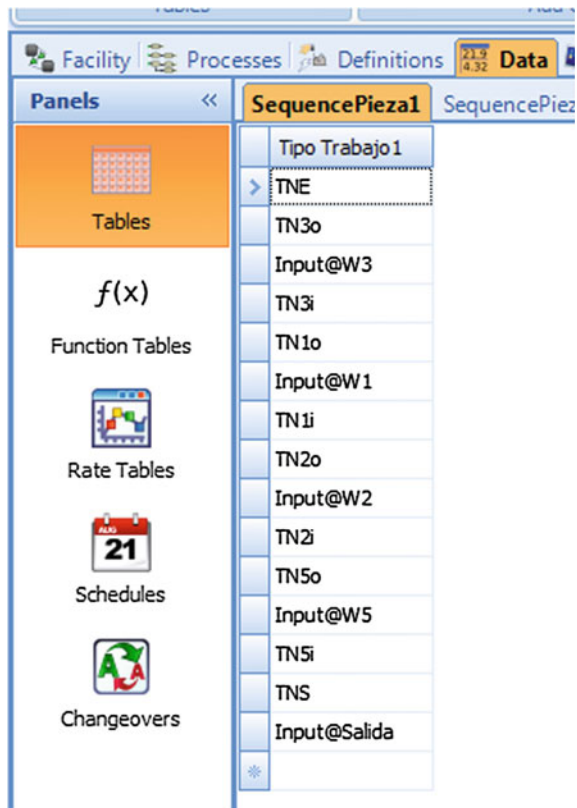 Tables
Facility Processes Definitions Data
Panels «
SequencePieza1 SequencePiez
Tipo Trabajo1
TNE
TN3o
Input@W3
TN3i
TN1o
Input@W1
TN1i
TN2o
Input@W2
TN2i
TN5o
Input@W5
TN5i
TNS
Input@Salida
Tables
f(x)
Function Tables
Rate Tables
AUG
21
Schedules
A A
Changeovers
21.9
4.32